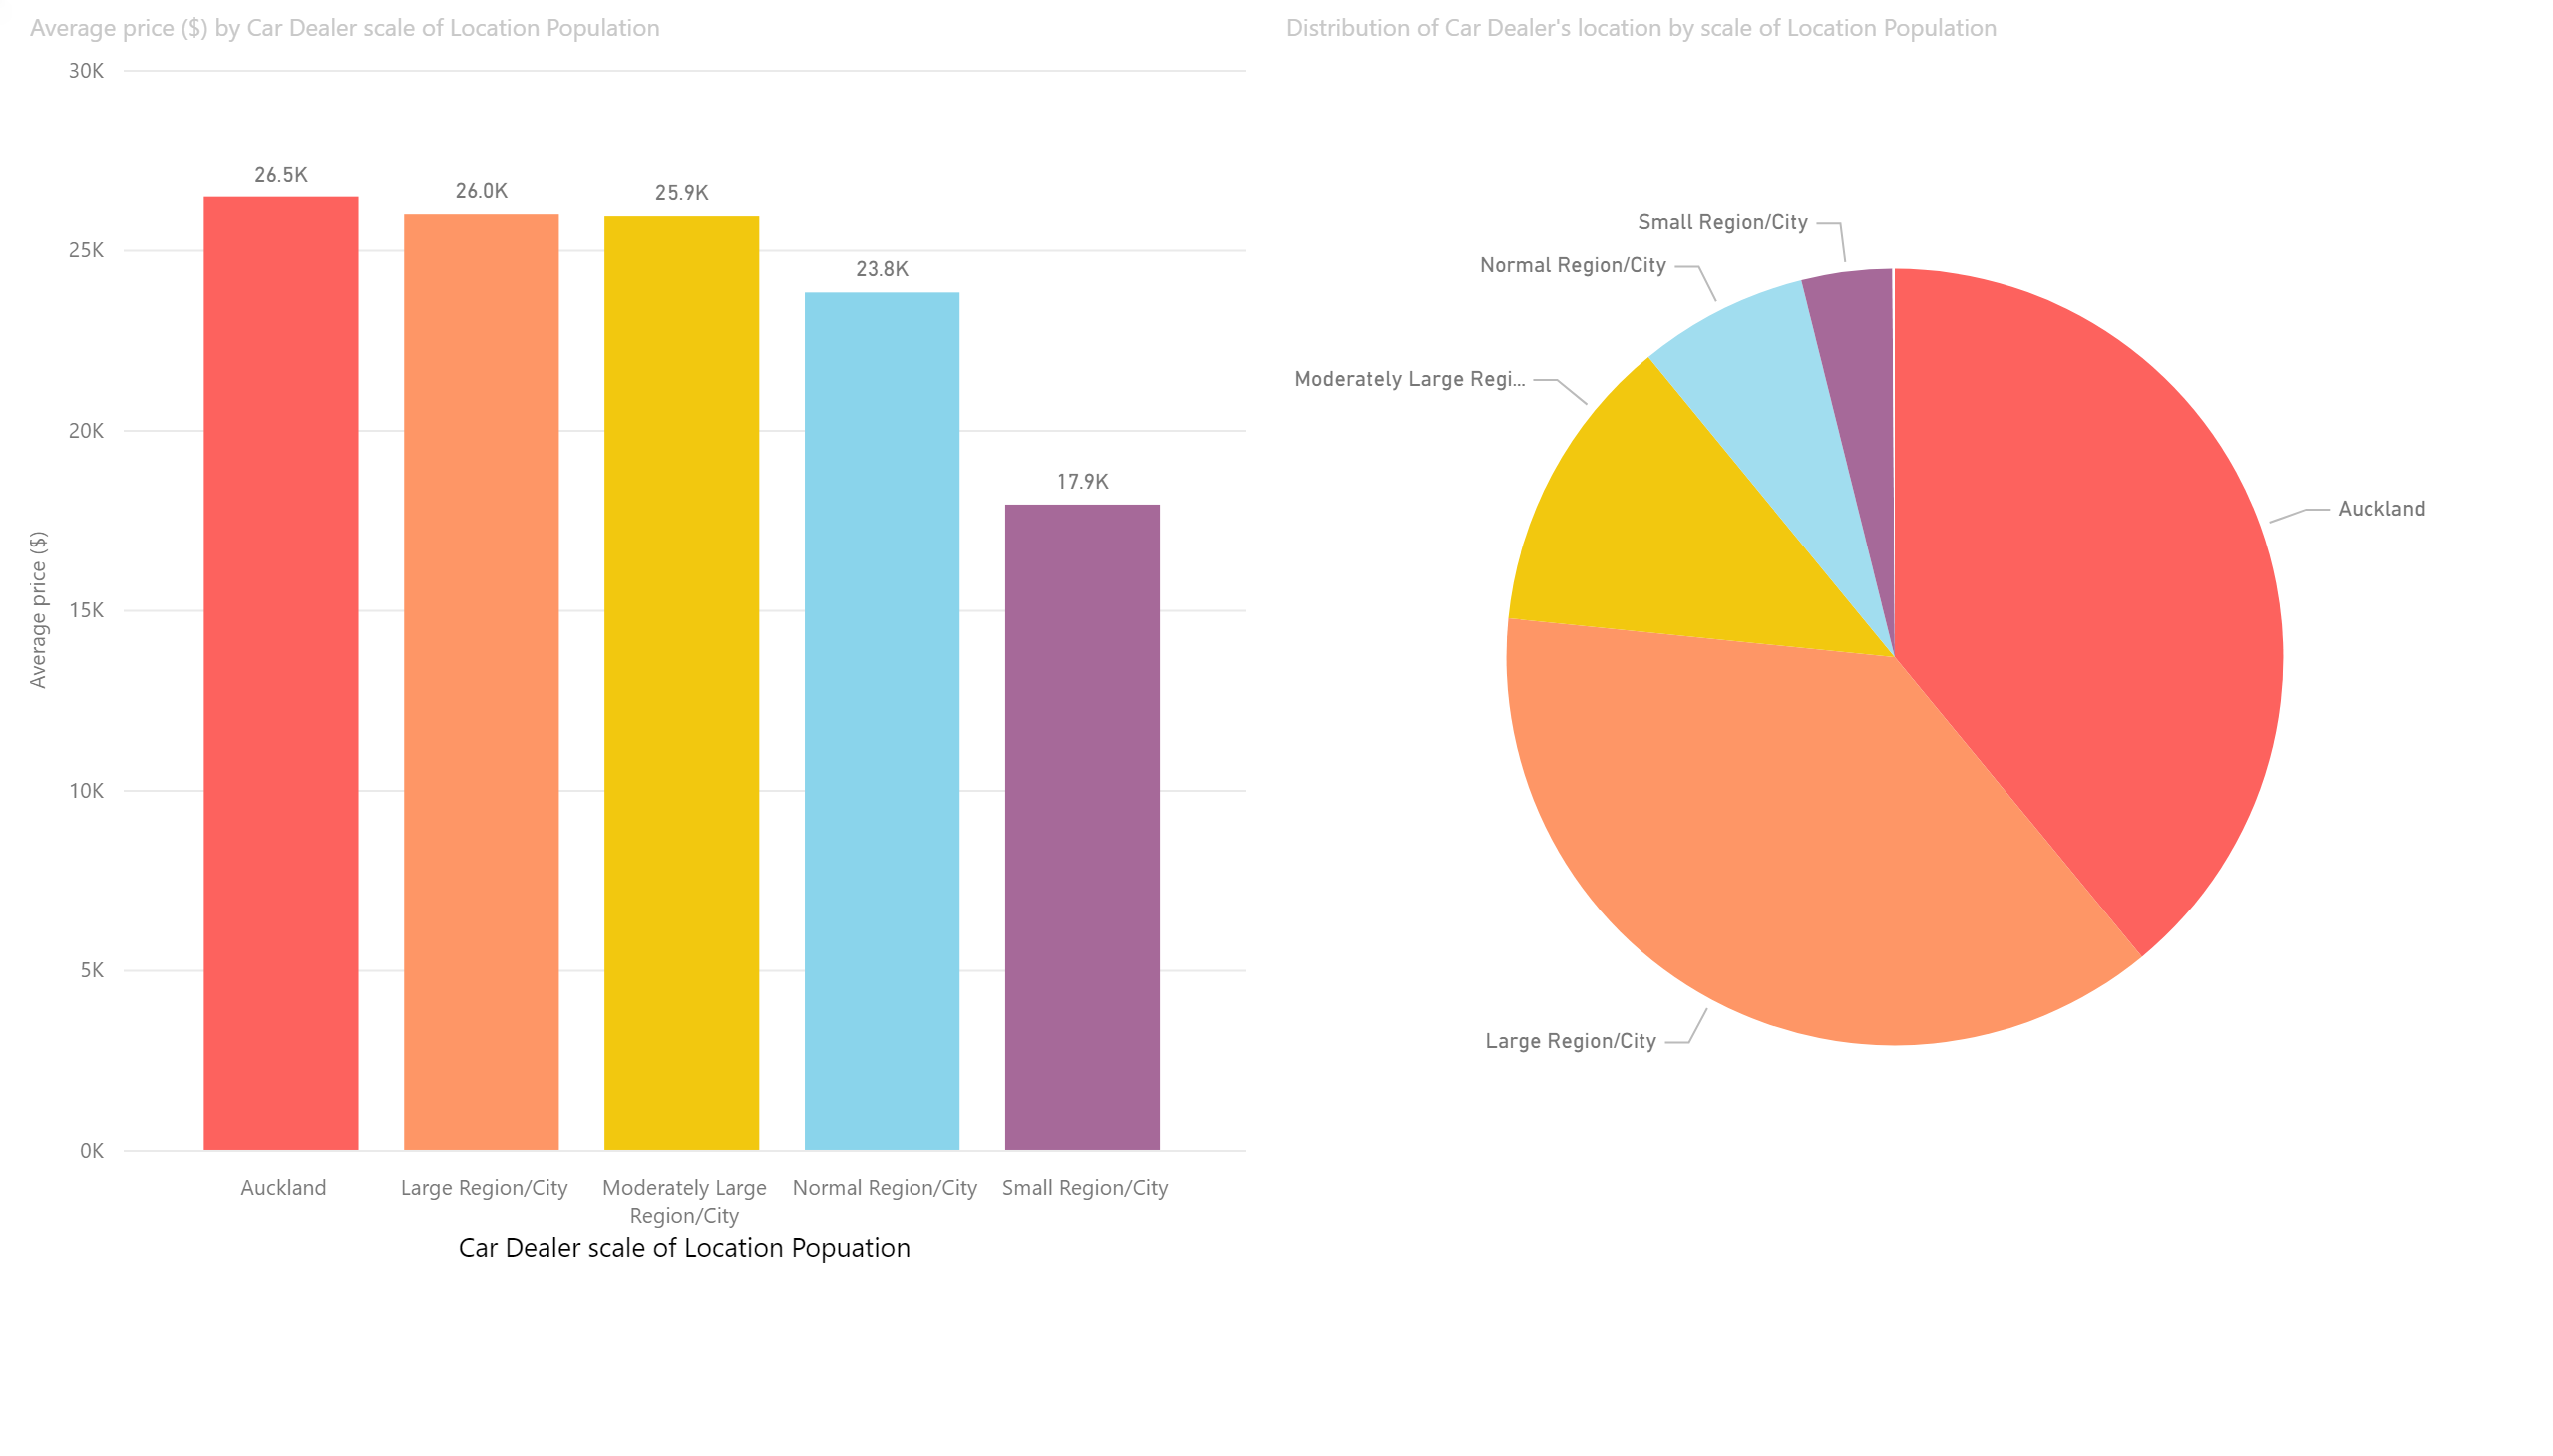 Average price ($) by Car Dealer scale of Location Population
30K
25K
20K
15K
10K
5K
0K
Average price ($)
26.5K
26.0K
25.9K
23.8K
17.9K
Auckland
Large Region/City
Moderately Large
Region/City
Normal Region/City
Small Region/City
Car Dealer scale of Location Popuation
Distribution of Car Dealer's location by scale of Location Population
Small Region/City
Normal Region/City
Moderately Large Regi...
Auckland
Large Region/City